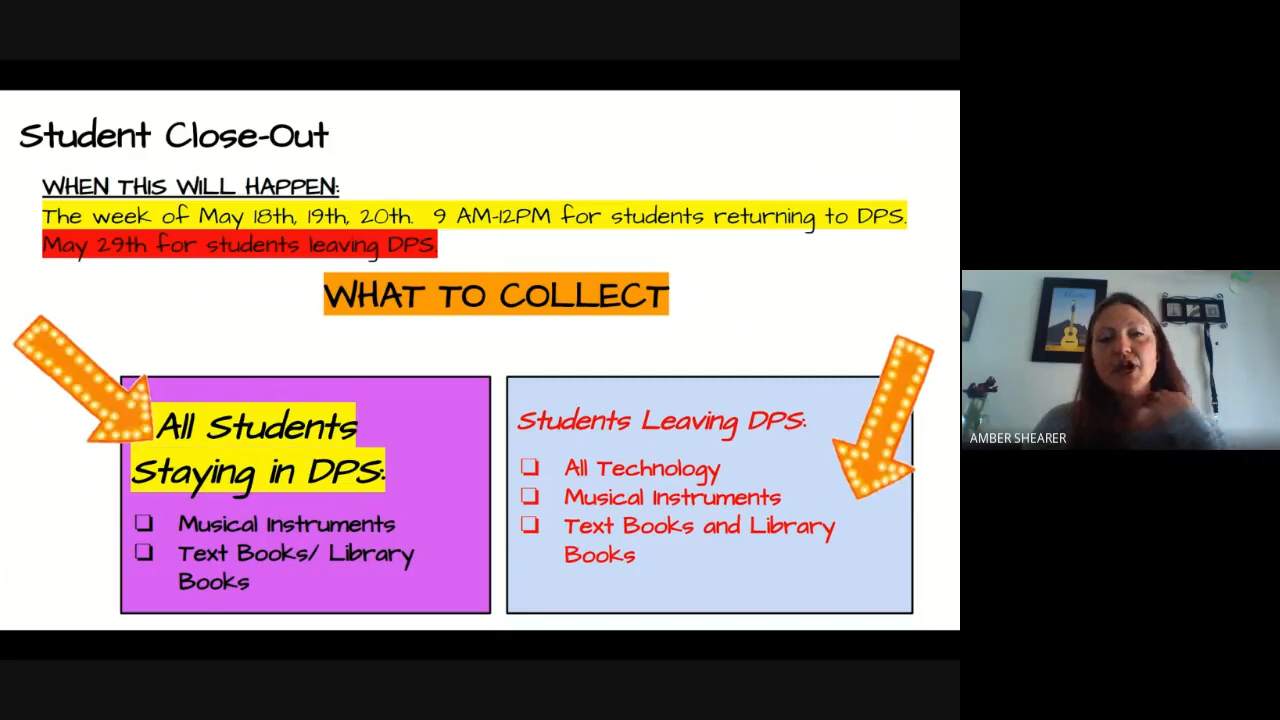 Student Close-Out
WHEN THIS WILL HAPPEN:
The week of May 18th, 19th, 20th.  9 AM-12PM for students returning to DPS.
May 29th for students leaving DPS.
WHAT TO COLLECT
All Students
Staying in DPS:
❏ Musical Instruments
❏ Text Books/ Library
Books
Students Leaving DPS:
❏ All Technology
❏ Musical Instruments
❏ Text Books and Library
Books
AMBER SHEARER